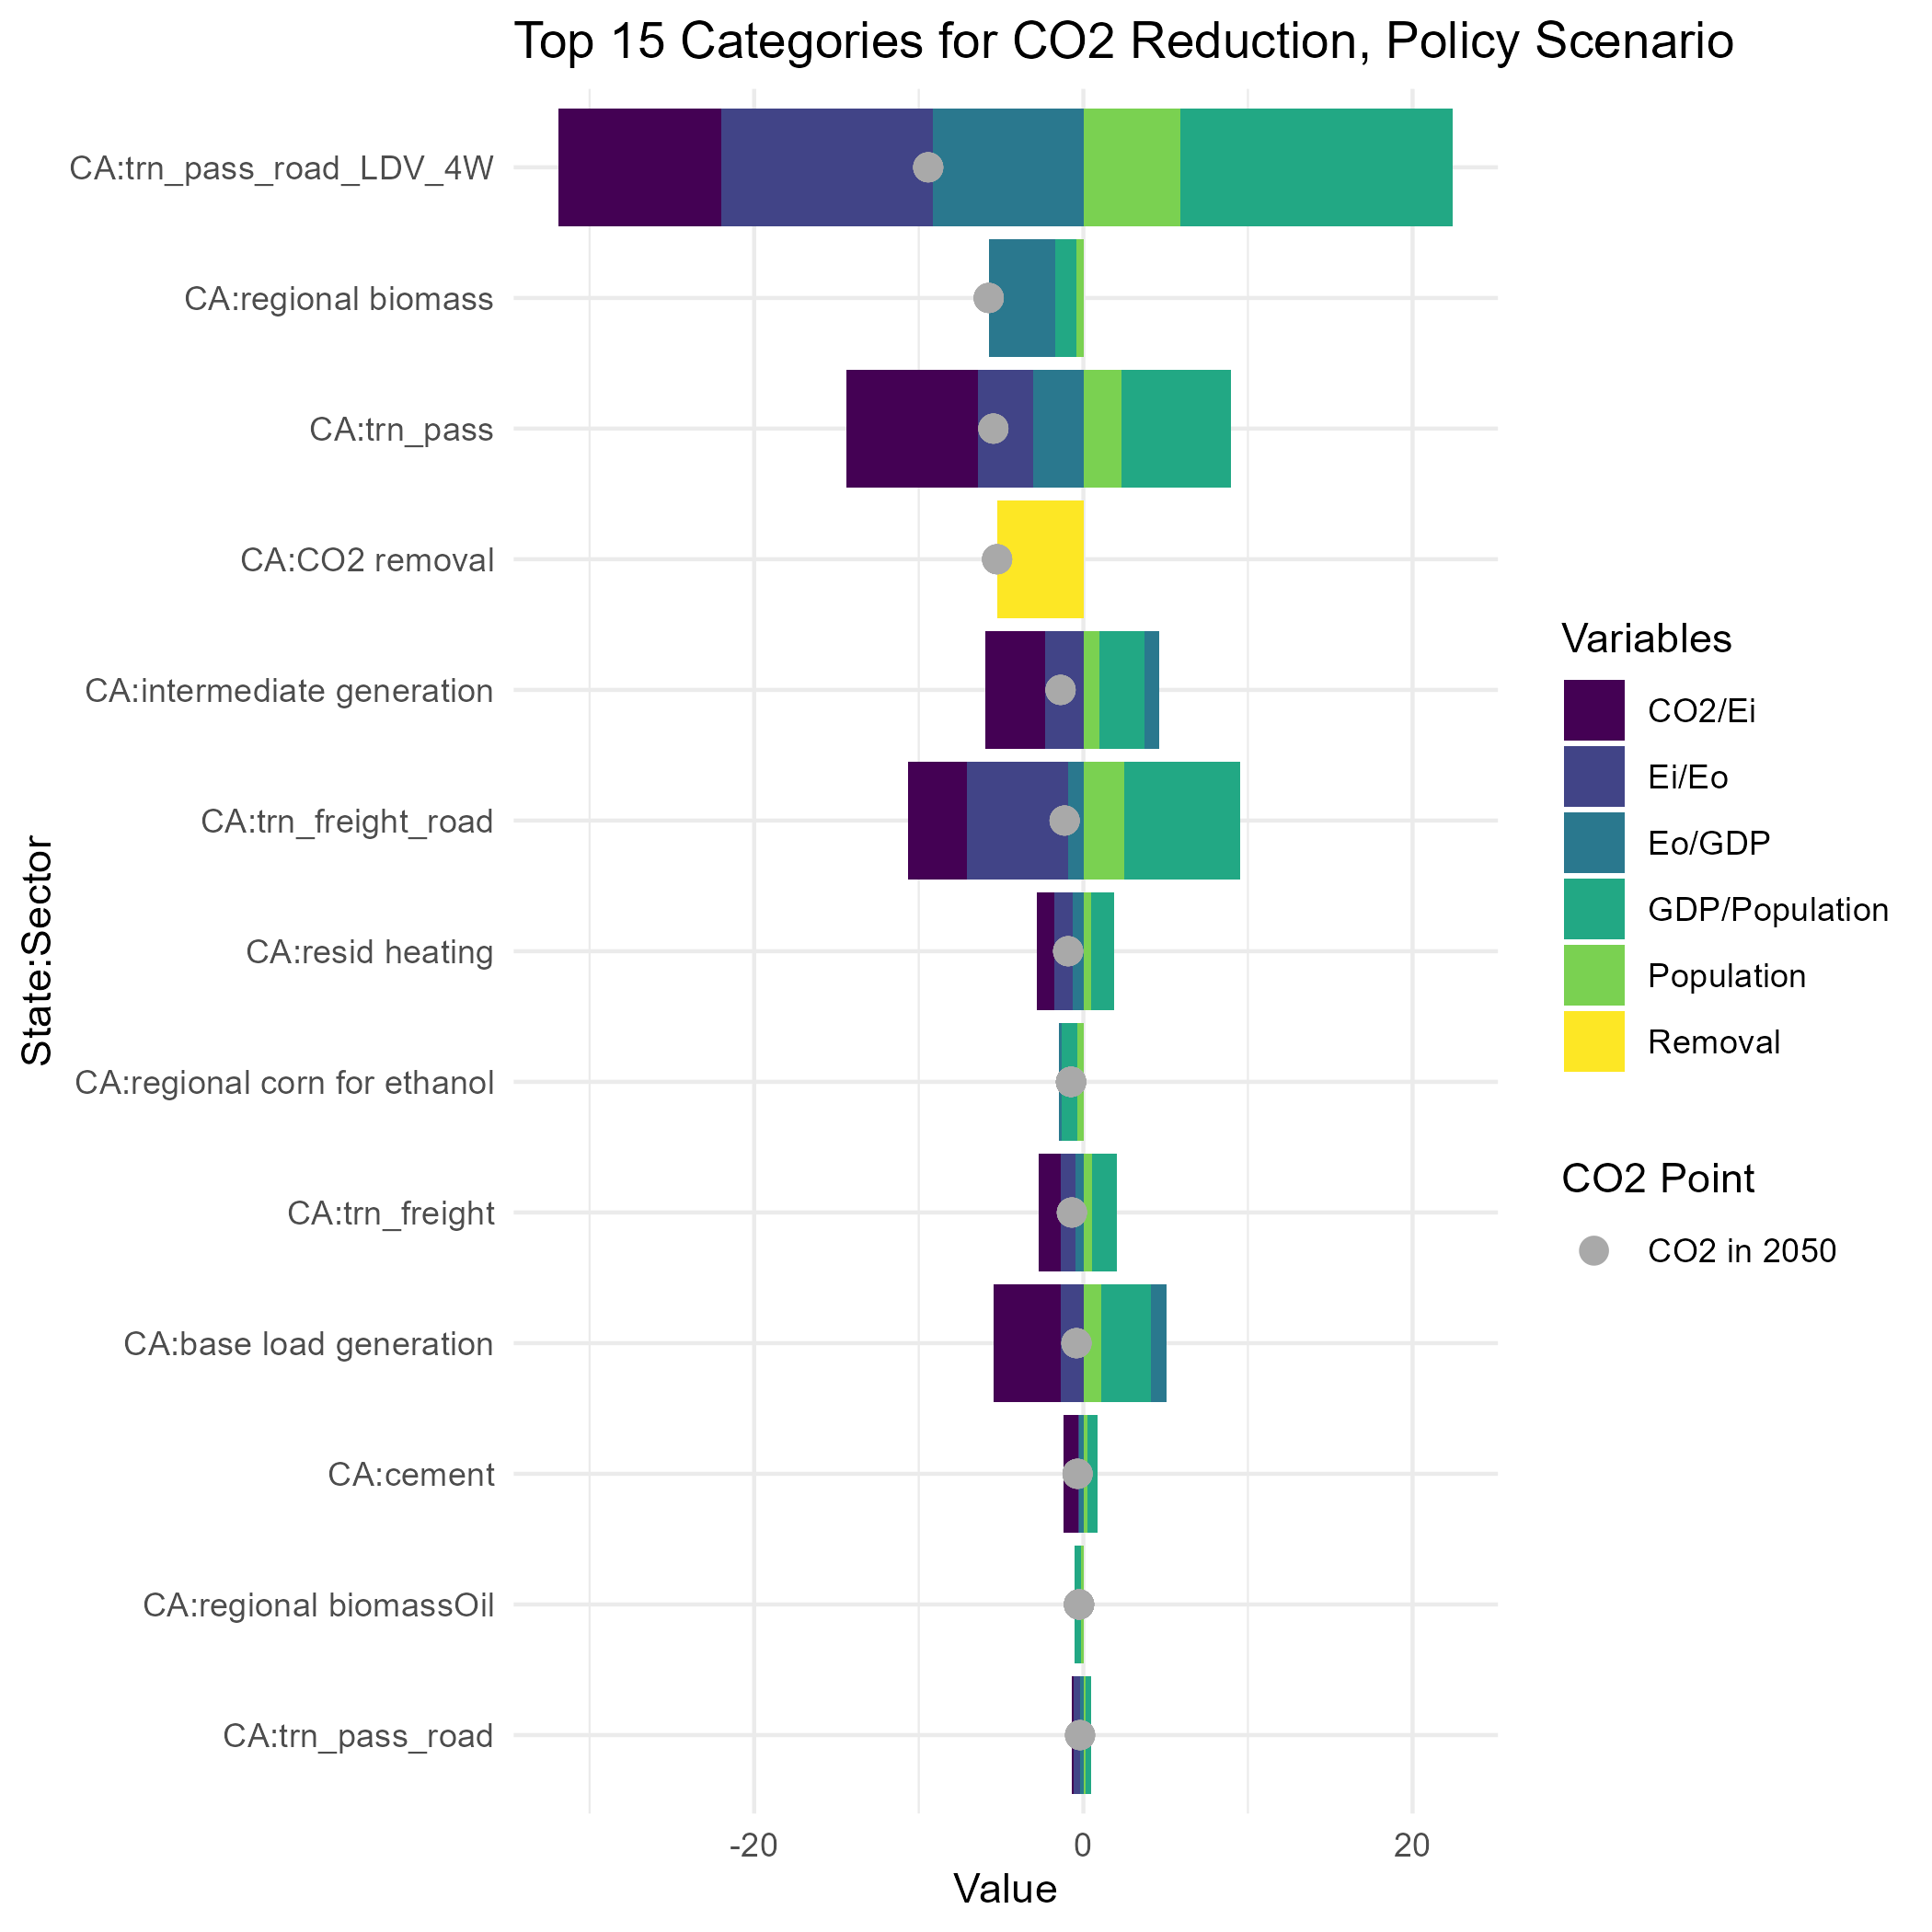 Top 15 Categories for CO2 Reduction, Policy Scenario
State:Sector
CA:trn_pass_road_LDV_4W
CA:regional biomass
CA:trn_pass
CA:CO2 removal
CA:intermediate generation
CA:trn_freight_road
CA:resid heating
CA:regional corn for ethanol
CA:trn_freight
CA:base load generation
CA:cement
CA:regional biomassOil
CA:trn_pass_road
-20
0
20
Value
Variables
CO2/Ei
Ei/Eo
Eo/GDP
GDP/Population
Population
Removal
CO2 Point
CO2 in 2050